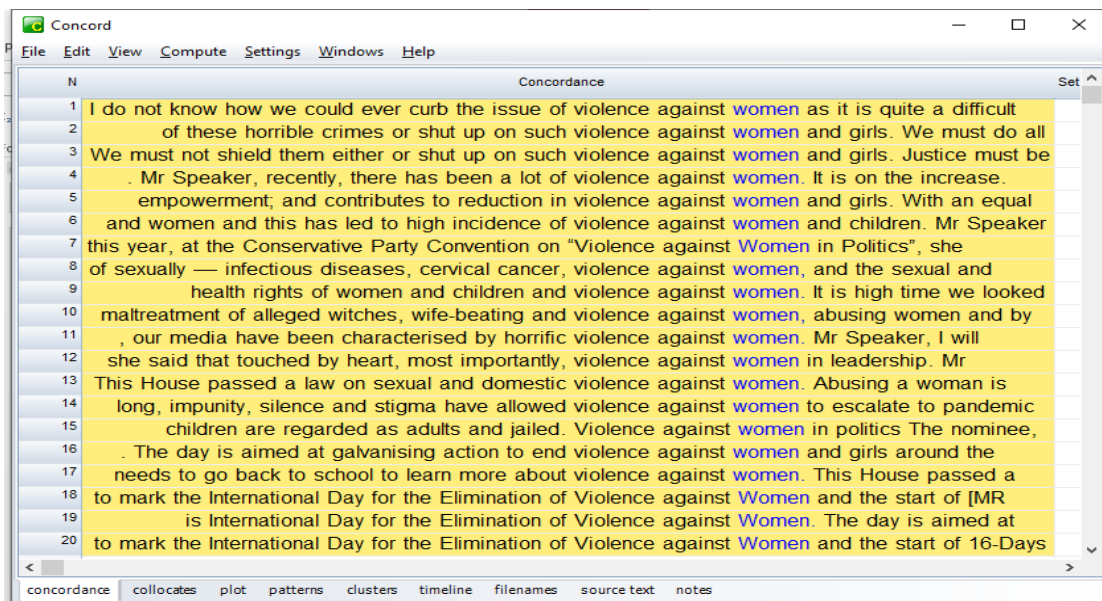 Concord
File Edit View Compute Settings Windows Help
N Concordance Set
1 I do not know how we could ever curb the issue of violence against women as it is quite a difficult
2 of these horrible crimes or shut up on such violence against women and girls. We must do all
3 We must not shield them either or shut up on such violence against women and girls. Justice must be
4 . Mr Speaker, recently, there has been a lot of violence against women. It is on the increase.
5 empowerment; and contributes to reduction in violence against women and girls. With an equal
6 and women and this has led to high incidence of violence against women and children. Mr Speaker
7 this year, at the Conservative Party Convention on “Violence against Women in Politics”, she
8 of sexually — infectious diseases, cervical cancer, violence against women, and the sexual and
9 health rights of women and children and violence against women. It is high time we looked
10 maltreatment of alleged witches, wife-beating and violence against women, abusing women and by
11 , our media have been characterised by horrific violence against women. Mr Speaker, I will
12 she said that touched by heart, most importantly, violence against women in leadership. Mr
13 This House passed a law on sexual and domestic violence against women. Abusing a woman is
14 long, impunity, silence and stigma have allowed violence against women to escalate to pandemic
15 children are regarded as adults and jailed. Violence against women in politics The nominee,
16 . The day is aimed at galvanising action to end violence against women and girls around the
17 needs to go back to school to learn more about violence against women. This House passed a
18 to mark the International Day for the Elimination of Violence against Women and the start of [MR
19 is International Day for the Elimination of Violence against Women. The day is aimed at
20 to mark the International Day for the Elimination of Violence against Women and the start of 16-Days
concordance collocates plot patterns clusters timeline filenames source text notes